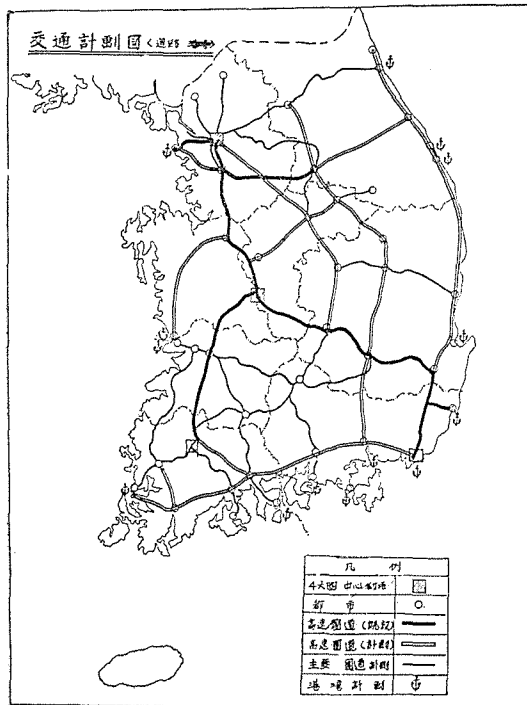 交通計劃圖 (道路)
凡 例
4大圈 中心都市
都 市
高速國道 (既設)
高速國道 (計劃)
主要 國道計劃
港灣計劃